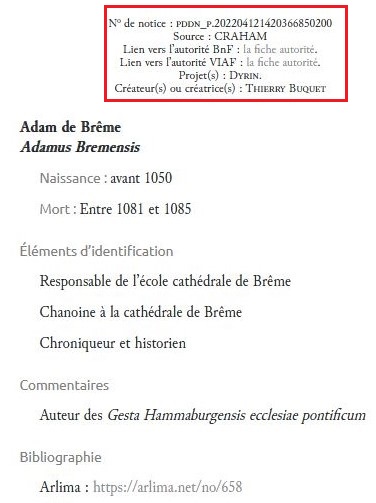 N° de notice : PDDN_P.202204121420366850200
Source : CRAHAM
Lien vers l'autorité BnF : la fiche autorité.
Lien vers l'autorité VIAF : la fiche autorité.
Projet(s) : Dyrin.
Créateur(s) ou créatrice(s) : Thierry Buquet
Adam de Brême
Adamus Bremensis
Naissance : avant 1050
Mort : Entre 1081 et 1085
Éléments d'identification
Responsable de l'école cathédrale de Brême
Chanoine à la cathédrale de Brême
Chroniqueur et historien
Commentaires
Auteur des Gesta Hammaburgensis ecclesiae pontificum
Bibliographie
Arlima : https://arlima.net/no/658